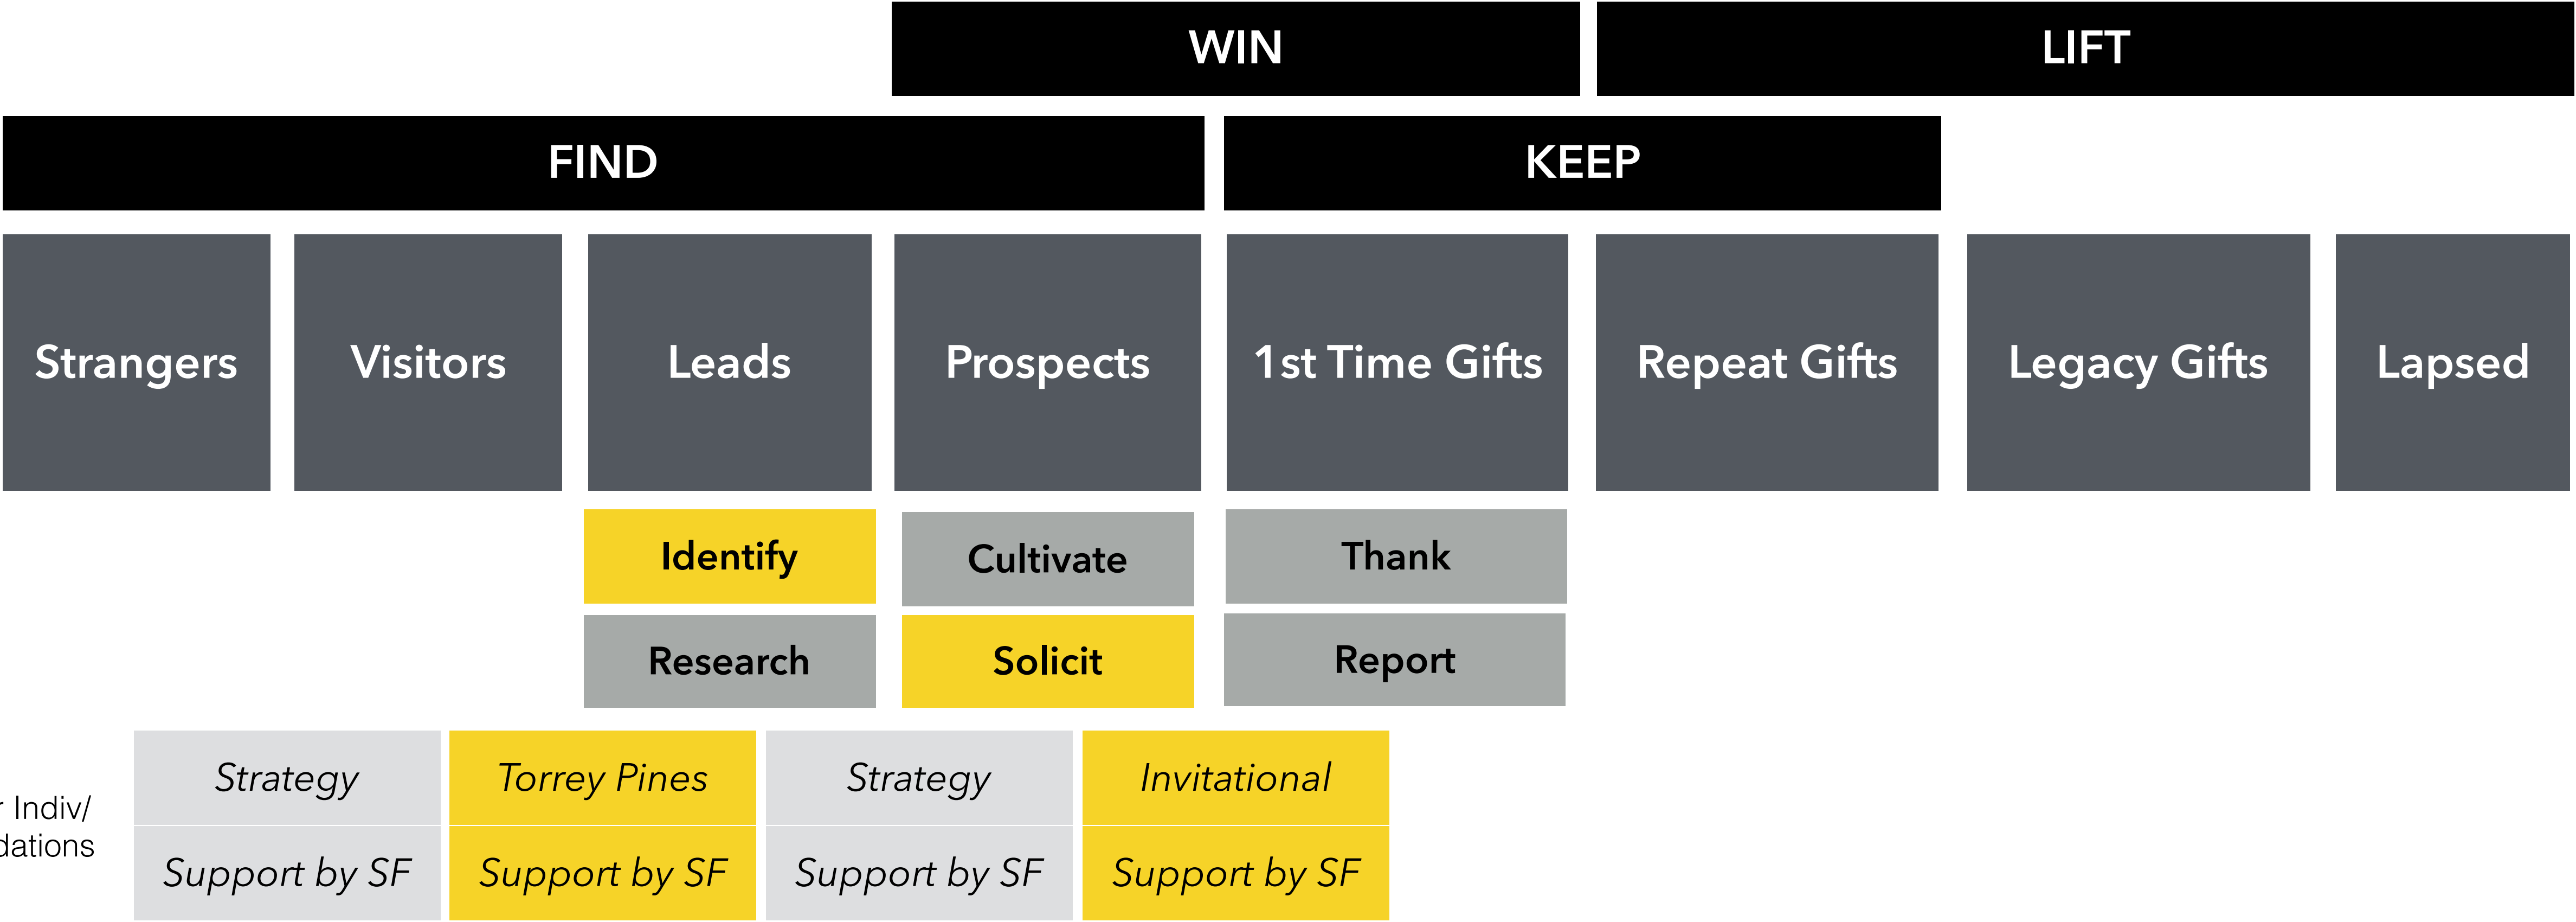 WIN
LIFT
FIND
KEEP
Strangers
Visitors
Leads
Prospects
1st Time Gifts
Repeat Gifts
Legacy Gifts
Lapsed
Identify
Cultivate
Thank
Research
Solicit
Report
Indiv/
Strategy
Torrey Pines
Strategy
Invitational
Support by SF
Support by SF
Support by SF
Support by SF